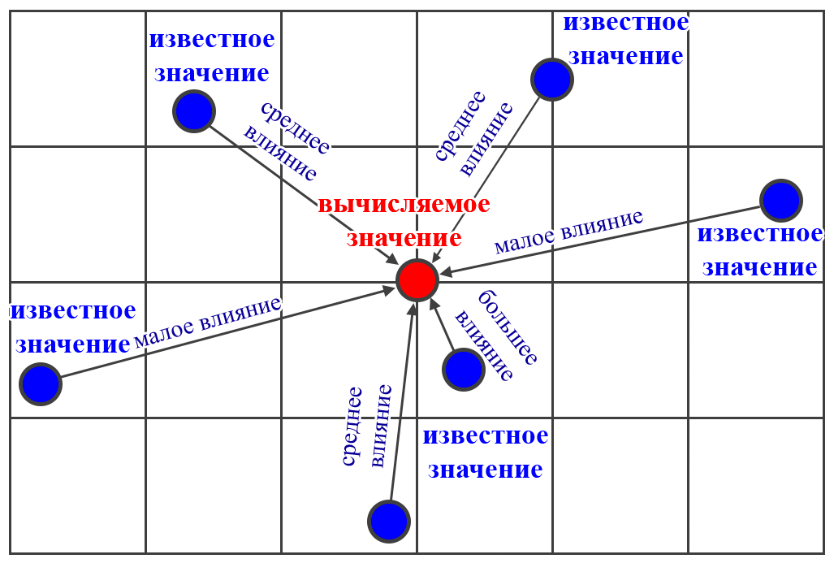 известное
значение
известное
значение
среднее
влияние
среднее
влияние
вычисляемое
значение
малое влияние
известное
значение
известное
значение
малое влияние
большее
влияние
среднее
влияние
известное
значение